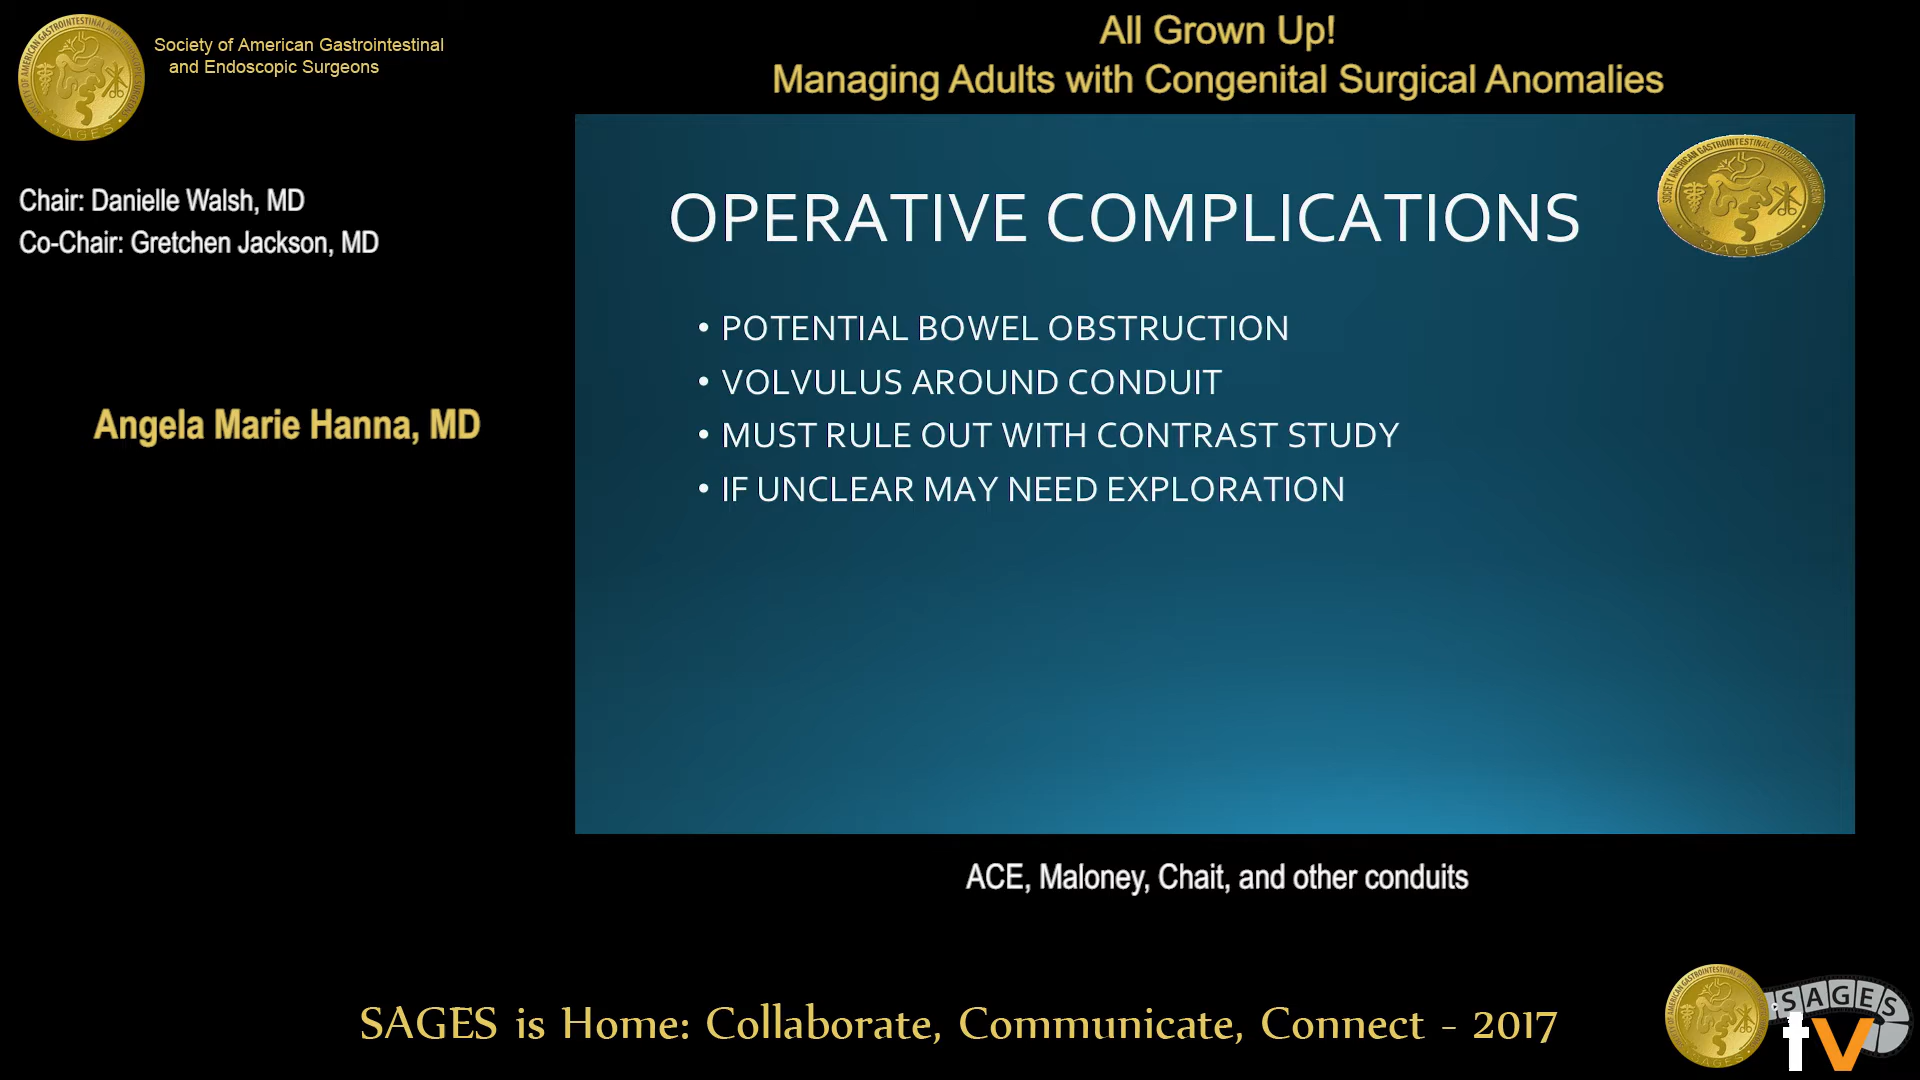 Society of American Gastrointestinal
and Endoscopic Surgeons
All Grown Up!
Managing Adults with Congenital Surgical Anomalies
Chair: Danielle Walsh, MD
Co-Chair: Gretchen Jackson, MD
Angela Marie Hanna, MD
OPERATIVE COMPLICATIONS
• POTENTIAL BOWEL OBSTRUCTION
• VOLVULUS AROUND CONDUIT
• MUST RULE OUT WITH CONTRAST STUDY
• IF UNCLEAR MAY NEED EXPLORATION
SAGES
ACE, Maloney, Chait, and other conduits
SAGES is Home: Collaborate, Communicate, Connect - 2017
SAGES
tv